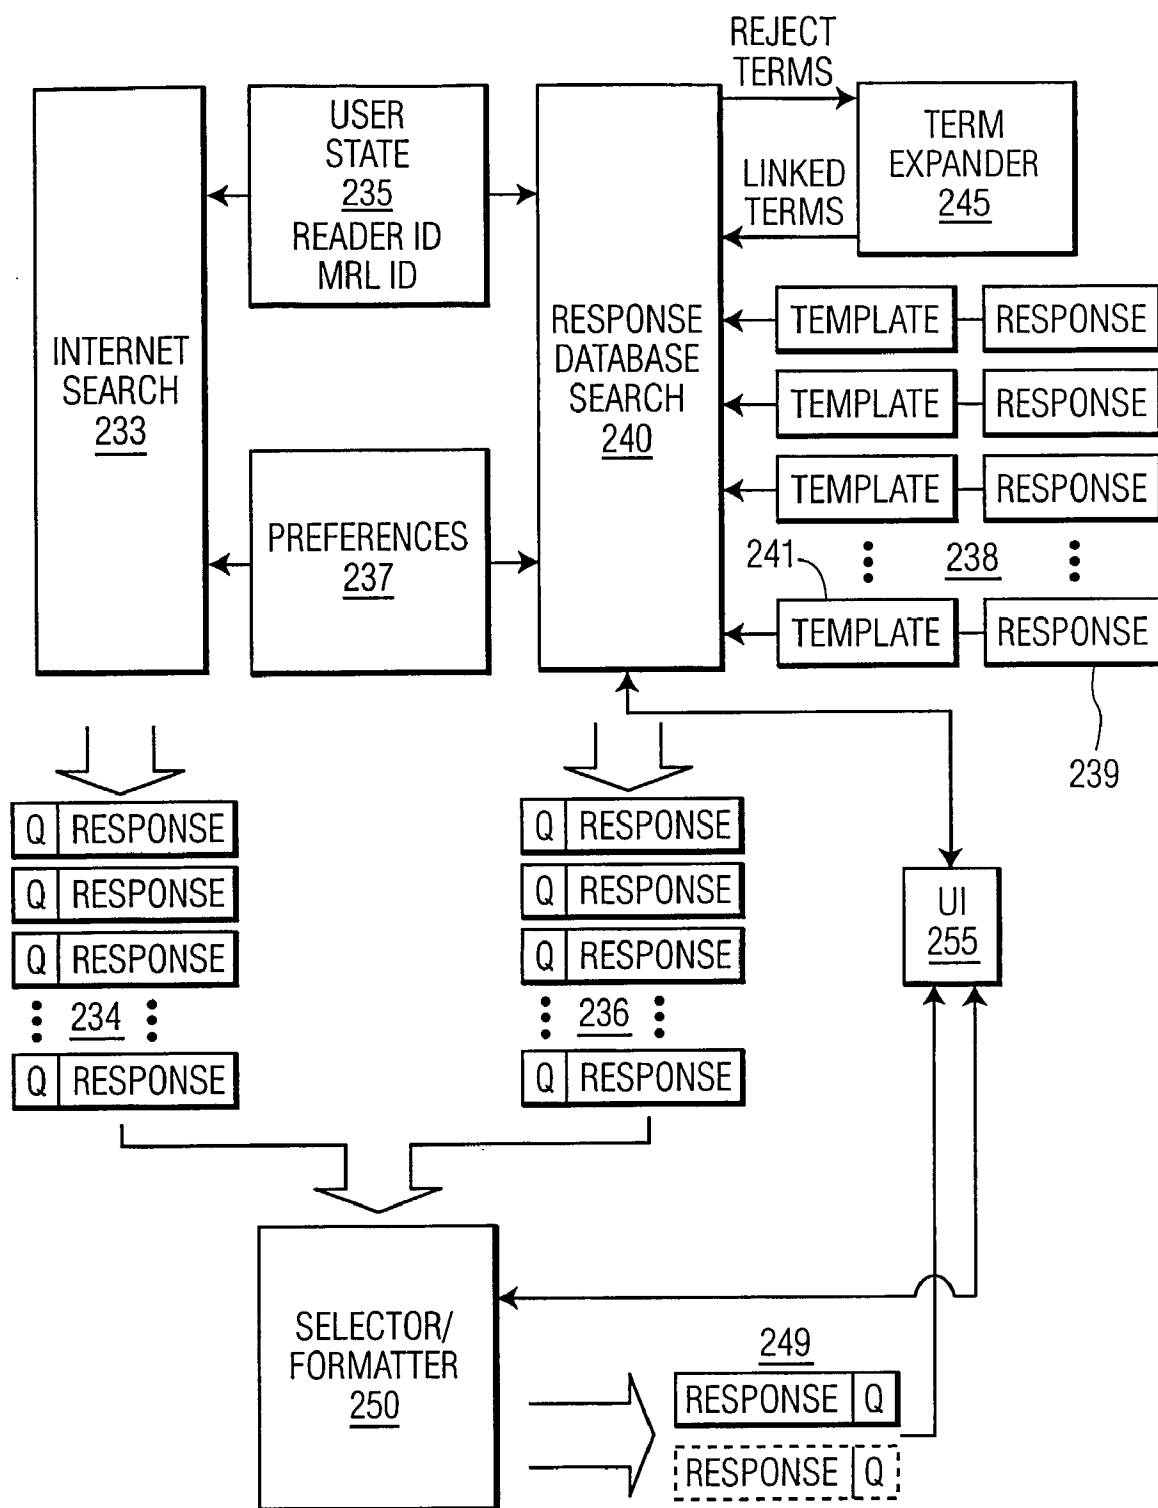 REJECT
TERMS
USER
STATE
235
READER ID
MRL ID
TERM
EXPANDER
245
LINKED
TERMS
INTERNET
SEARCH
233
RESPONSE
DATABASE
SEARCH
240
TEMPLATE
RESPONSE
TEMPLATE
RESPONSE
TEMPLATE
RESPONSE
PREFERENCES
237
241
238
TEMPLATE
RESPONSE
239
Q RESPONSE
Q RESPONSE
Q RESPONSE
234
Q RESPONSE
Q RESPONSE
Q RESPONSE
Q RESPONSE
236
Q RESPONSE
UI
255
SELECTOR/
FORMATTER
250
249
RESPONSE Q
RESPONSE Q